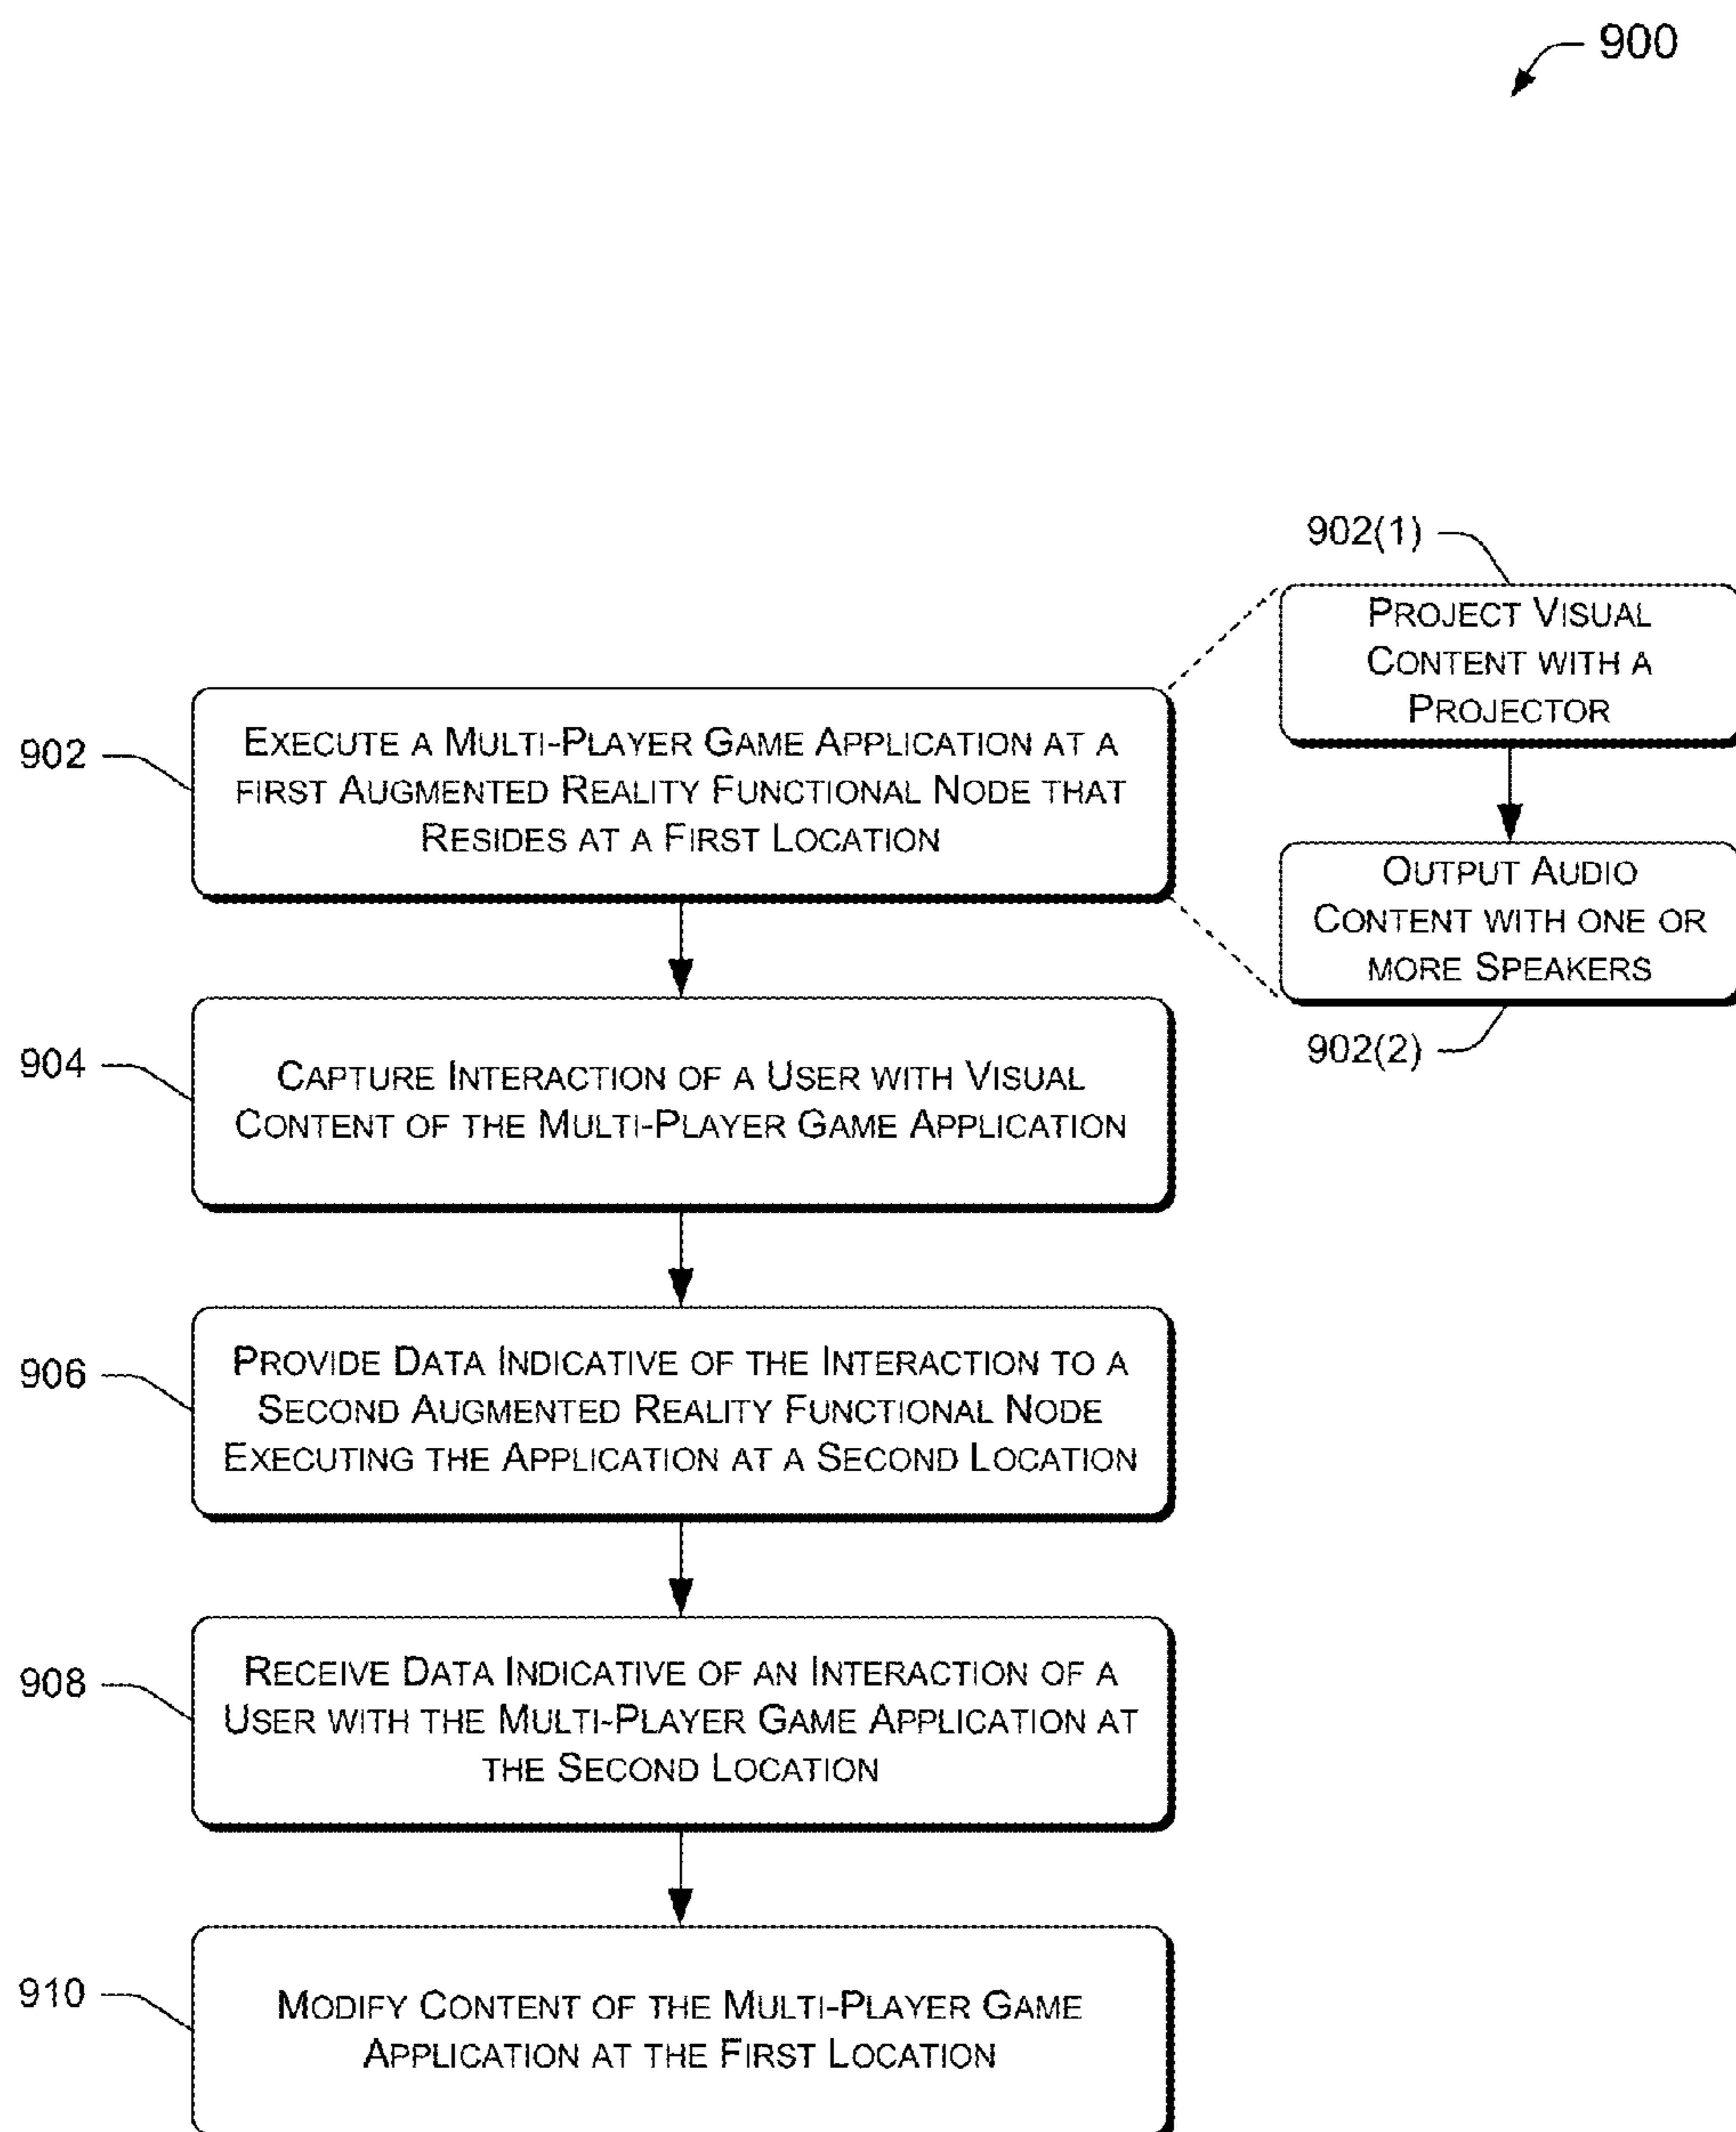 900
902
EXECUTE A MULTI-PLAYER GAME APPLICATION AT A
FIRST AUGMENTED REALITY FUNCTIONAL NODE THAT
RESIDES AT A FIRST LOCATION
902(1)
PROJECT VISUAL
CONTENT WITH A
PROJECTOR
OUTPUT AUDIO
CONTENT WITH ONE OR
MORE SPEAKERS
902(2)
904
CAPTURE INTERACTION OF A USER WITH VISUAL
CONTENT OF THE MULTI-PLAYER GAME APPLICATION
906
PROVIDE DATA INDICATIVE OF THE INTERACTION TO A
SECOND AUGMENTED REALITY FUNCTIONAL NODE
EXECUTING THE APPLICATION AT A SECOND LOCATION
908
RECEIVE DATA INDICATIVE OF AN INTERACTION OF A
USER WITH THE MULTI-PLAYER GAME APPLICATION AT
THE SECOND LOCATION
910
MODIFY CONTENT OF THE MULTI-PLAYER GAME
APPLICATION AT THE FIRST LOCATION